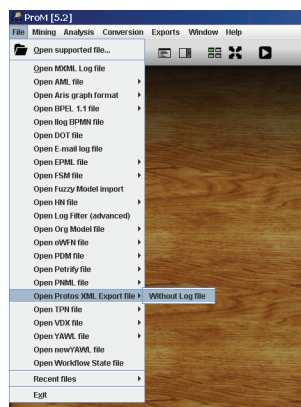 ProM [5.2]
File Mining Analysis Conversion Exports Window Help
Open supported file...
Open MXML Log file
Open AML file
Open Aris graph format
Open BPEL 1.1 file
Open Ilog BPMN file
Open DOT file
Open E-mail log file
Open EPML file
Open FSM file
Open Fuzzy Model import
Open HN file
Open Log Filter (advanced)
Open Org Model file
Open oWFN file
Open PDM file
Open Petrify file
Open PNML file
Open Protos XML Export file Without Log file
Open TPN file
Open VDX file
Open YAWL file
Open newYAWL file
Open Workflow State file
Recent files
Exit